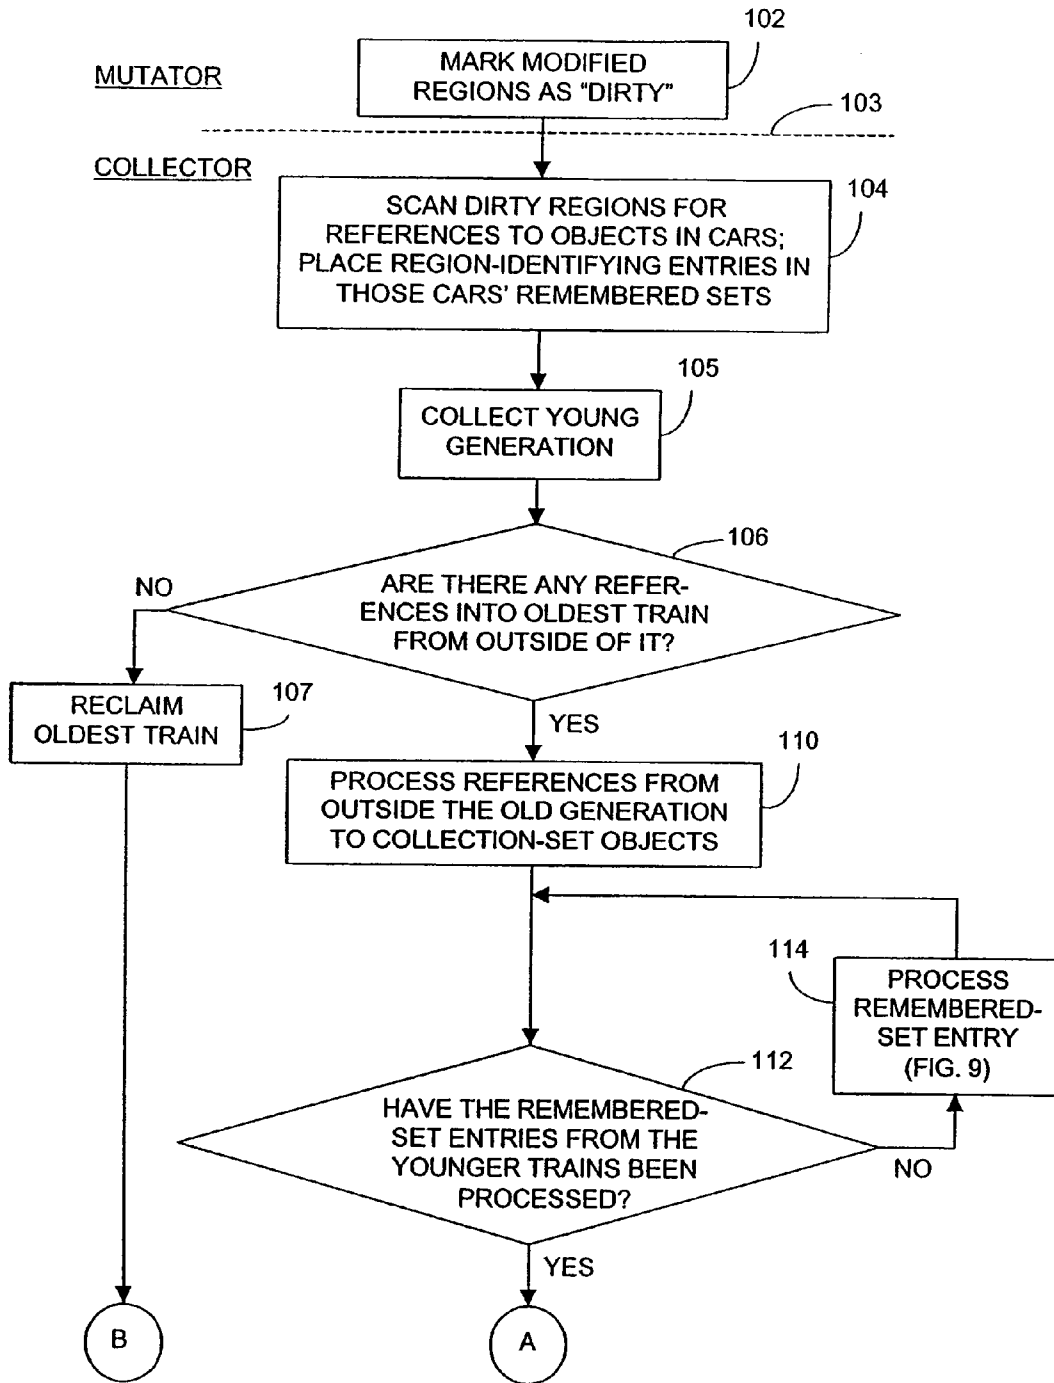 102
MARK MODIFIED
REGIONS AS "DIRTY"
MUTATOR
103
COLLECTOR
104
SCAN DIRTY REGIONS FOR
REFERENCES TO OBJECTS IN CARS;
PLACE REGION-IDENTIFYING ENTRIES IN
THOSE CARS' REMEMBERED SETS
105
COLLECT YOUNG
GENERATION
106
ARE THERE ANY REFER-
ENCES INTO OLDEST TRAIN
FROM OUTSIDE OF IT?
NO
107
RECLAIM
OLDEST TRAIN
YES
110
PROCESS REFERENCES FROM
OUTSIDE THE OLD GENERATION
TO COLLECTION-SET OBJECTS
114
PROCESS
REMEMBERED-
SET ENTRY
(FIG. 9)
112
HAVE THE REMEMBERED-
SET ENTRIES FROM THE
YOUNGER TRAINS BEEN
PROCESSED?
NO
YES
B
A